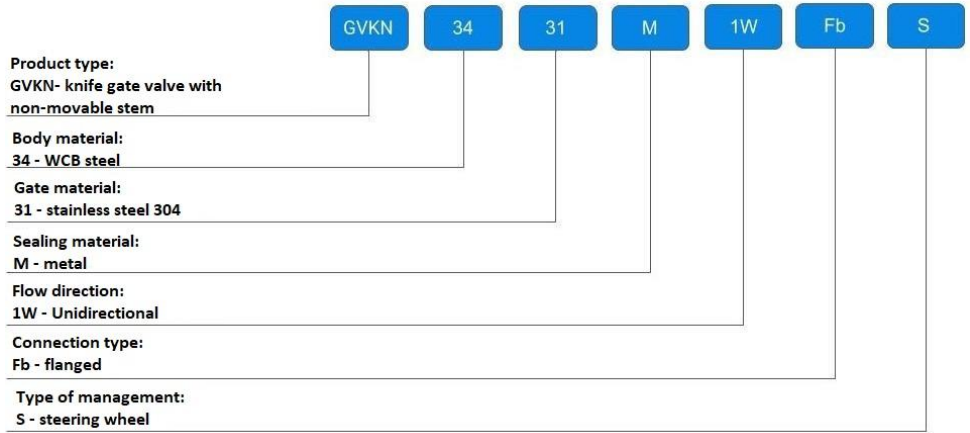 GVKN 34 31 M 1W Fb S
Product type:
GVKN- knife gate valve with
non-movable stem
Body material:
34 - WCB steel
Gate material:
31 - stainless steel 304
Sealing material:
M - metal
Flow direction:
1W - Unidirectional
Connection type:
Fb - flanged
Type of management:
S - steering wheel